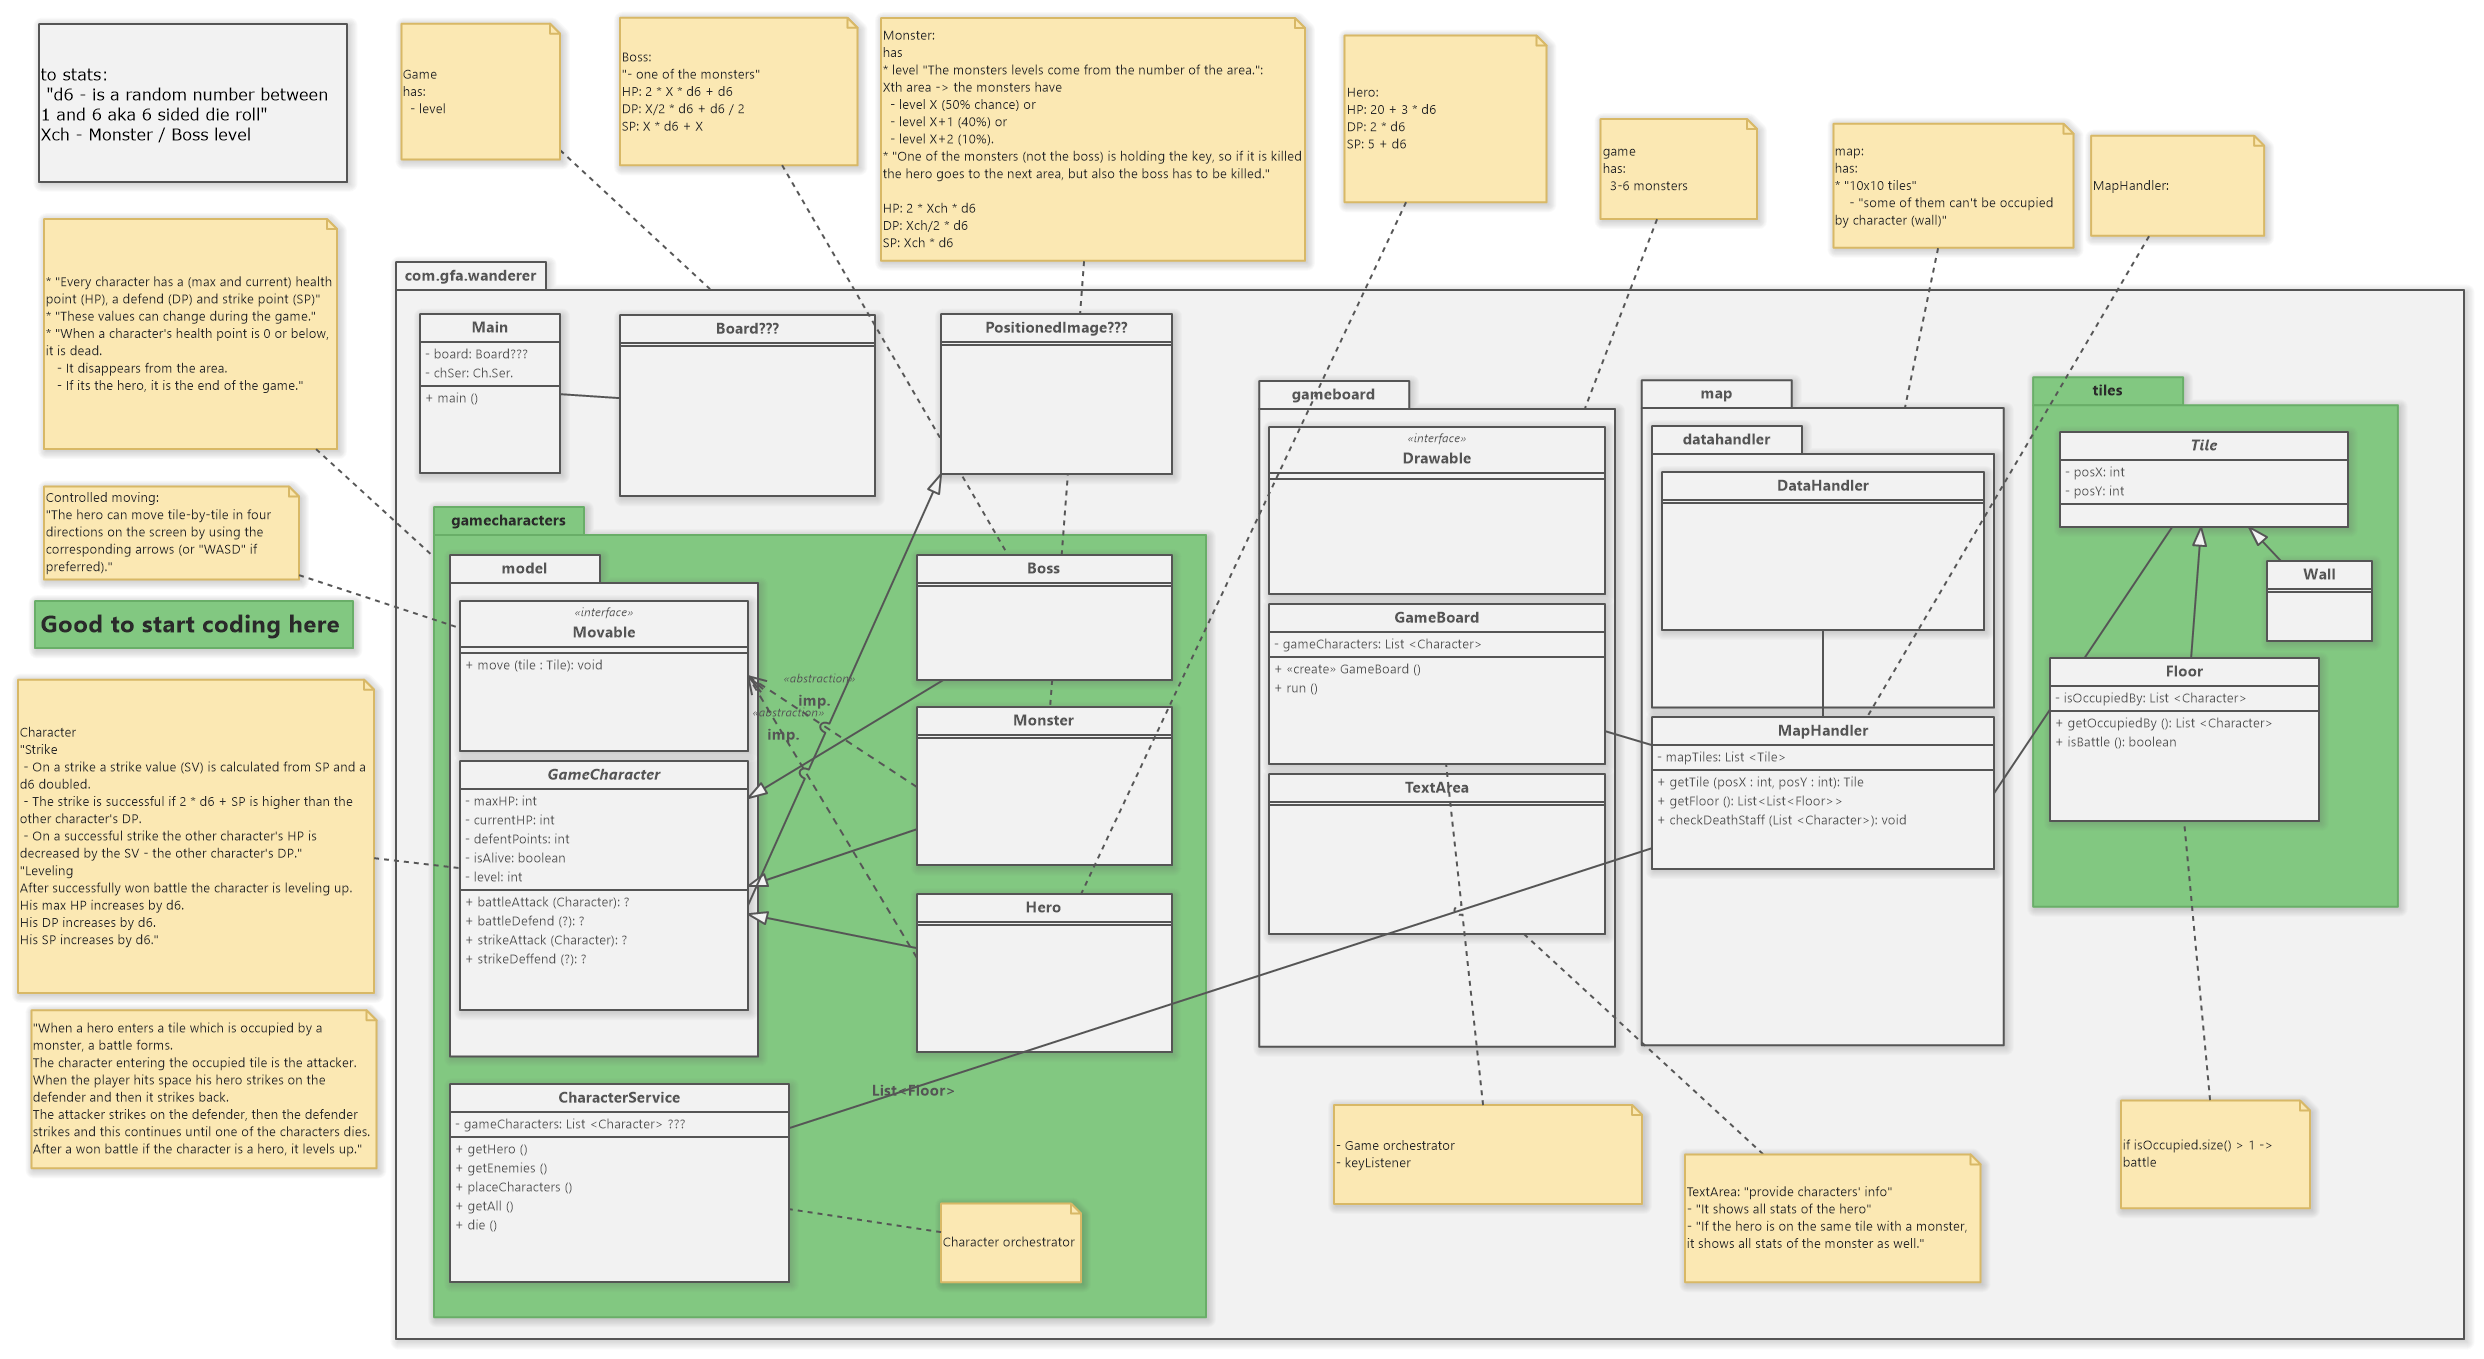 to stats:
"d6 - is a random number between
1 and 6 aka 6 sided die roll"
Xch - Monster / Boss level
Game
has:
- level
Boss:
"- one of the monsters"
HP: 2 * X * d6 + d6
DP: X/2 * d6 + d6 / 2
SP: X * d6 + X
Monster:
has
* level "The monsters levels come from the number of the area.":
Xth area -> the monsters have
- level X (50% chance) or
- level X+1 (40%) or
- level X+2 (10%).
* "One of the monsters (not the boss) is holding the key, so if it is killed
the hero goes to the next area, but also the boss has to be killed."
HP: 2 * Xch * d6
DP: Xch/2 * d6
SP: Xch * d6
Hero:
HP: 20 + 3 * d6
DP: 2 * d6
SP: 5 + d6
game
has:
3-6 monsters
map:
has:
* "10x10 tiles"
- "some of them can't be occupied
by character (wall)"
MapHandler:
* "Every character has a (max and current) health
point (HP), a defend (DP) and strike point (SP)"
* "These values can change during the game."
* "When a character's health point is 0 or below,
it is dead.
- It disappears from the area.
- If its the hero, it is the end of the game."
Controlled moving:
"The hero can move tile-by-tile in four
directions on the screen by using the
corresponding arrows (or "WASD" if
preferred)."
Good to start coding here
Character
"Strike
- On a strike a strike value (SV) is calculated from SP and a
d6 doubled.
- The strike is successful if 2 * d6 + SP is higher than the
other character's DP.
- On a successful strike the other character's HP is
decreased by the SV - the other character's DP."
"Leveling
After successfully won battle the character is leveling up.
His max HP increases by d6.
His DP increases by d6.
His SP increases by d6."
"When a hero enters a tile which is occupied by a
monster, a battle forms.
The character entering the occupied tile is the attacker.
When the player hits space his hero strikes on the
defender and then it strikes back.
The attacker strikes on the defender, then the defender
strikes and this continues until one of the characters dies.
After a won battle if the character is a hero, it levels up."
com.gfa.wanderer
Main
- board: Board???
- chSer: Ch.Ser.
+ main ()
Board???
PositionedImage???
gamecharacters
model
«interface»
Movable
+ move (tile : Tile): void
GameCharacter
- maxHP: int
- currentHP: int
- defentPoints: int
- isAlive: boolean
- level: int
+ battleAttack (Character): ?
+ battleDefend (?): ?
+ strikeAttack (Character): ?
+ strikeDeffend (?): ?
«abstraction»
imp.
«abstraction»
imp.
Boss
Monster
Hero
CharacterService
- gameCharacters: List <Character> ???
+ getHero ()
+ getEnemies ()
+ placeCharacters ()
+ getAll ()
+ die ()
List<Floor>
Character orchestrator
gameboard
«interface»
Drawable
GameBoard
- gameCharacters: List <Character>
+ «create» GameBoard ()
+ run ()
TextArea
map
datahandler
DataHandler
MapHandler
- mapTiles: List <Tile>
+ getTile (posX : int, posY : int): Tile
+ getFloor (): List<List<Floor>>
+ checkDeathStaff (List <Character>): void
tiles
Tile
- posX: int
- posY: int
Wall
Floor
- isOccupiedBy: List <Character>
+ getOccupiedBy (): List <Character>
+ isBattle (): boolean
- Game orchestrator
- keyListener
TextArea: "provide characters' info"
- "It shows all stats of the hero"
- "If the hero is on the same tile with a monster,
it shows all stats of the monster as well."
if isOccupied.size() > 1 ->
battle